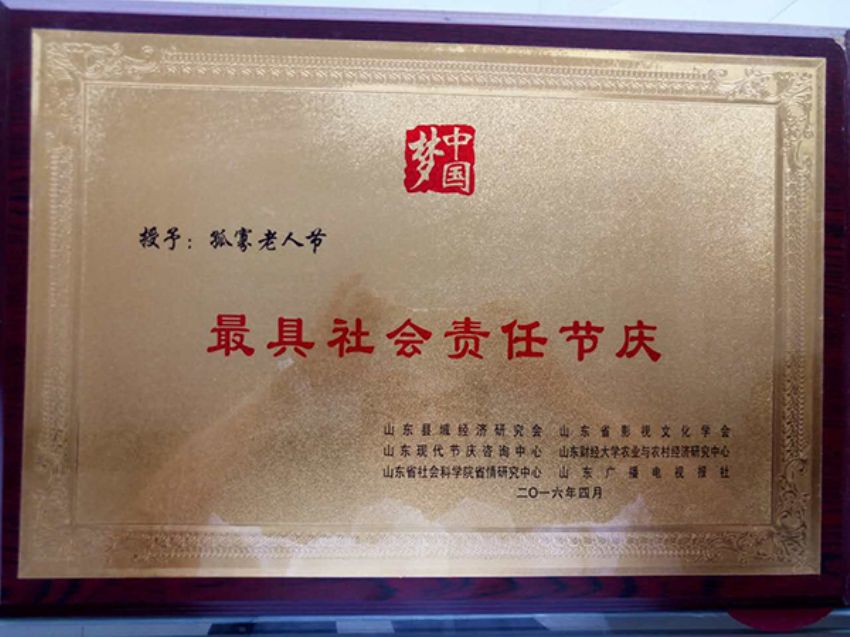 中国梦
授予：孤寡老人节
最具社会责任节庆
山东县域经济研究会 山东省影视文化学会
山东现代节庆咨询中心 山东财经大学农业与农村经济研究中心
山东省社会科学院省情研究中心 山东广播电视报社
二〇一六年四月